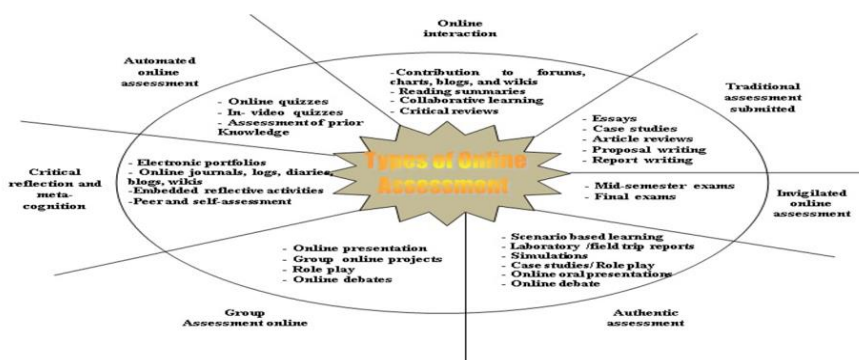 Online
interaction
Automated
online
assessment
- Online quizzes
- In- video quizzes
- Assessment of prior
Knowledge
-Contribution to forums,
charts, blogs, and wikis
- Reading summaries
- Collaborative learning
- Critical reviews
Traditional
assessment
submitted
- Essays
- Case studies
- Article reviews
- Proposal writing
- Report writing
Types of Online
Assessment
Critical
reflection and
meta-
cognition
- Electronic portfolios
- Online journals, logs, diaries,
blogs, wikis
-Embedded reflective activities
-Peer and self-assessment
- Mid-semester exams
- Final exams
Invigilated
online
assessment
- Online presentation
- Group online projects
- Role play
- Online debates
- Scenario based learning
- Laboratory /field trip reports
- Simulations
- Case studies/ Role play
- Online oral presentations
- Online debate
Group
Assessment online
Authentic
assessment